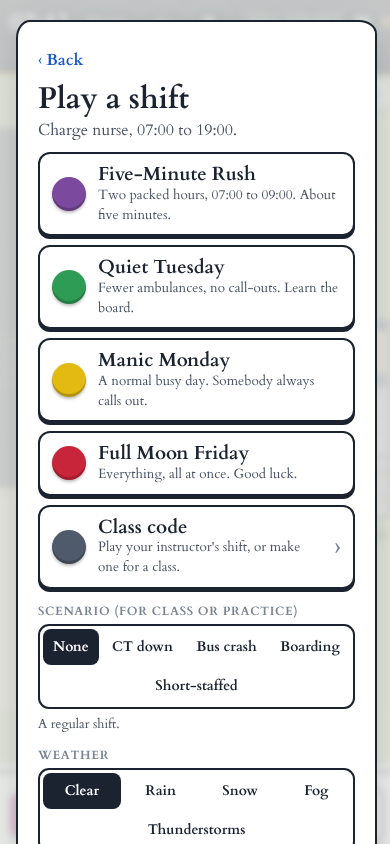 ‹ Back
Play a shift
Charge nurse, 07:00 to 19:00.
Five-Minute Rush
Two packed hours, 07:00 to 09:00. About
five minutes.
Quiet Tuesday
Fewer ambulances, no call-outs. Learn the
board.
Manic Monday
A normal busy day. Somebody always
calls out.
Full Moon Friday
Everything, all at once. Good luck.
Class code
Play your instructor's shift, or make
one for a class.
›
SCENARIO (FOR CLASS OR PRACTICE)
None CT down Bus crash Boarding
Short-staffed
A regular shift.
WEATHER
Clear Rain Snow Fog
Thunderstorms